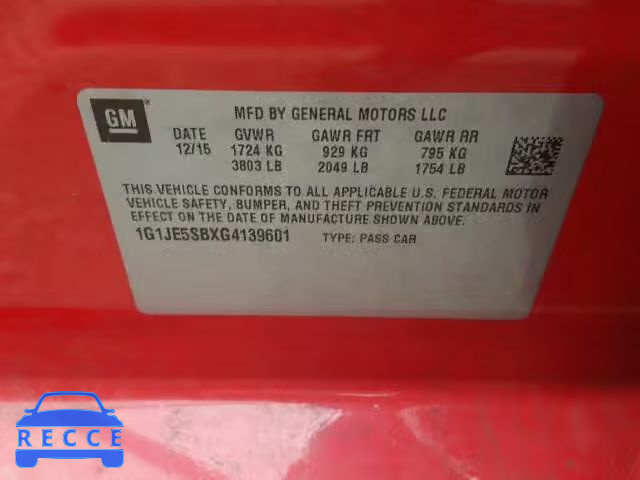 GM
MFD BY GENERAL MOTORS LLC
DATE GVWR GAWR FRT GAWR RR
12/15 1724 KG 929 KG 795 KG
3803 LB 2049 LB 1754 LB
THIS VEHICLE CONFORMS TO ALL APPLICABLE U.S. FEDERAL MOTOR
VEHICLE SAFETY, BUMPER, AND THEFT PREVENTION STANDARDS IN
EFFECT ON THE DATE OF MANUFACTURE SHOWN ABOVE.
1G1JE5SBXG4139601 TYPE: PASS CAR
RECCE